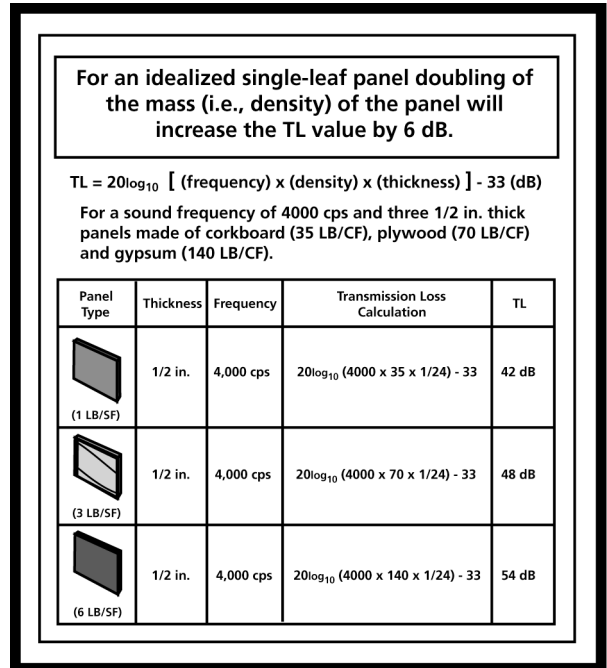 For an idealized single-leaf panel doubling of
the mass (i.e., density) of the panel will
increase the TL value by 6 dB.
TL = 20log₁₀ [ (frequency) x (density) x (thickness) ] - 33 (dB)
For a sound frequency of 4000 cps and three 1/2 in. thick
panels made of corkboard (35 LB/CF), plywood (70 LB/CF)
and gypsum (140 LB/CF).
Panel Type Thickness Frequency Transmission Loss Calculation TL
1/2 in. 4,000 cps 20log₁₀ (4000 x 35 x 1/24) - 33 42 dB
(1 LB/SF)
1/2 in. 4,000 cps 20log₁₀ (4000 x 70 x 1/24) - 33 48 dB
(3 LB/SF)
1/2 in. 4,000 cps 20log₁₀ (4000 x 140 x 1/24) - 33 54 dB
(6 LB/SF)